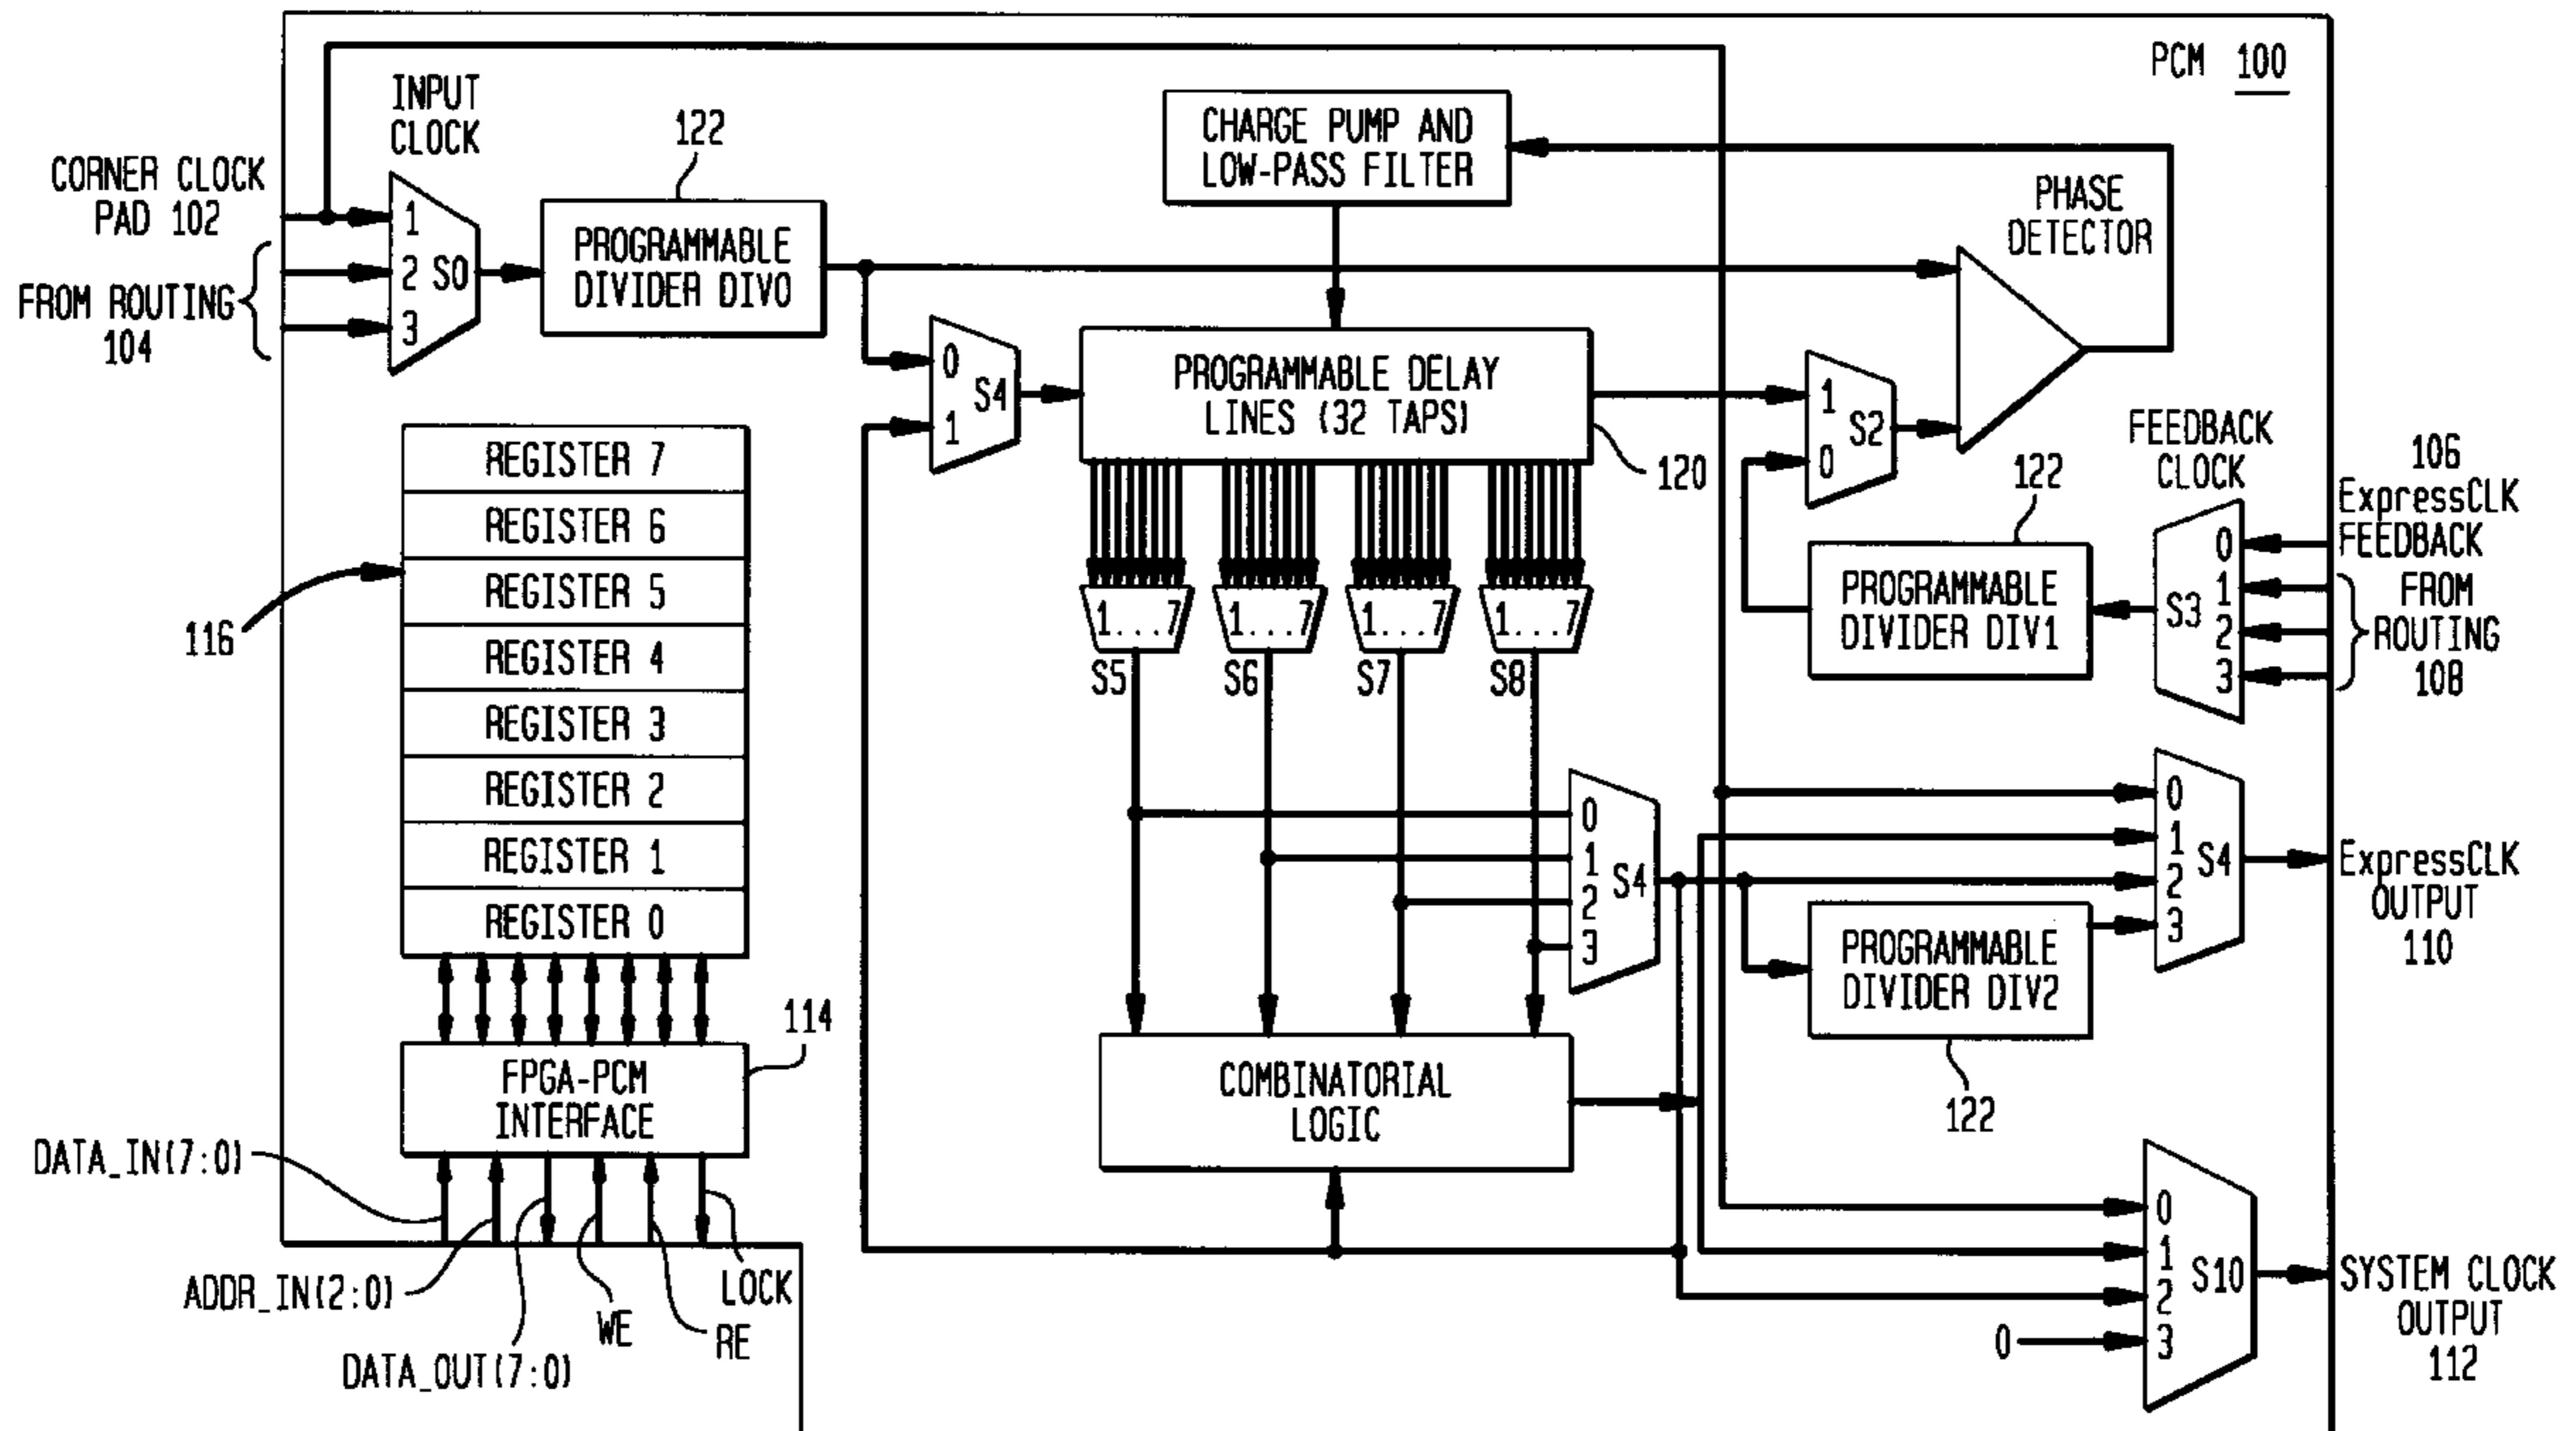 PCM 100
INPUT
CLOCK
122
CORNER CLOCK
PAD 102
FROM ROUTING
104
1
2
3
S0
PROGRAMMABLE
DIVIDER DIV0
CHARGE PUMP AND
LOW-PASS FILTER
PHASE
DETECTOR
0
1
S4
PROGRAMMABLE DELAY
LINES (32 TAPS)
120
1
0
S2
FEEDBACK
CLOCK
122
106
ExpressCLK
FEEDBACK
FROM
ROUTING
108
0
1
2
3
S3
PROGRAMMABLE
DIVIDER DIV1
REGISTER 7
REGISTER 6
REGISTER 5
REGISTER 4
REGISTER 3
REGISTER 2
REGISTER 1
REGISTER 0
116
1...7
1...7
1...7
1...7
S5
S6
S7
S8
0
1
2
3
S4
0
1
2
3
S4
ExpressCLK
OUTPUT
110
PROGRAMMABLE
DIVIDER DIV2
122
114
FPGA-PCM
INTERFACE
COMBINATORIAL
LOGIC
DATA_IN(7:0)
ADDR_IN(2:0)
DATA_OUT(7:0)
WE
RE
LOCK
0
1
2
3
S10
0
SYSTEM CLOCK
OUTPUT
112